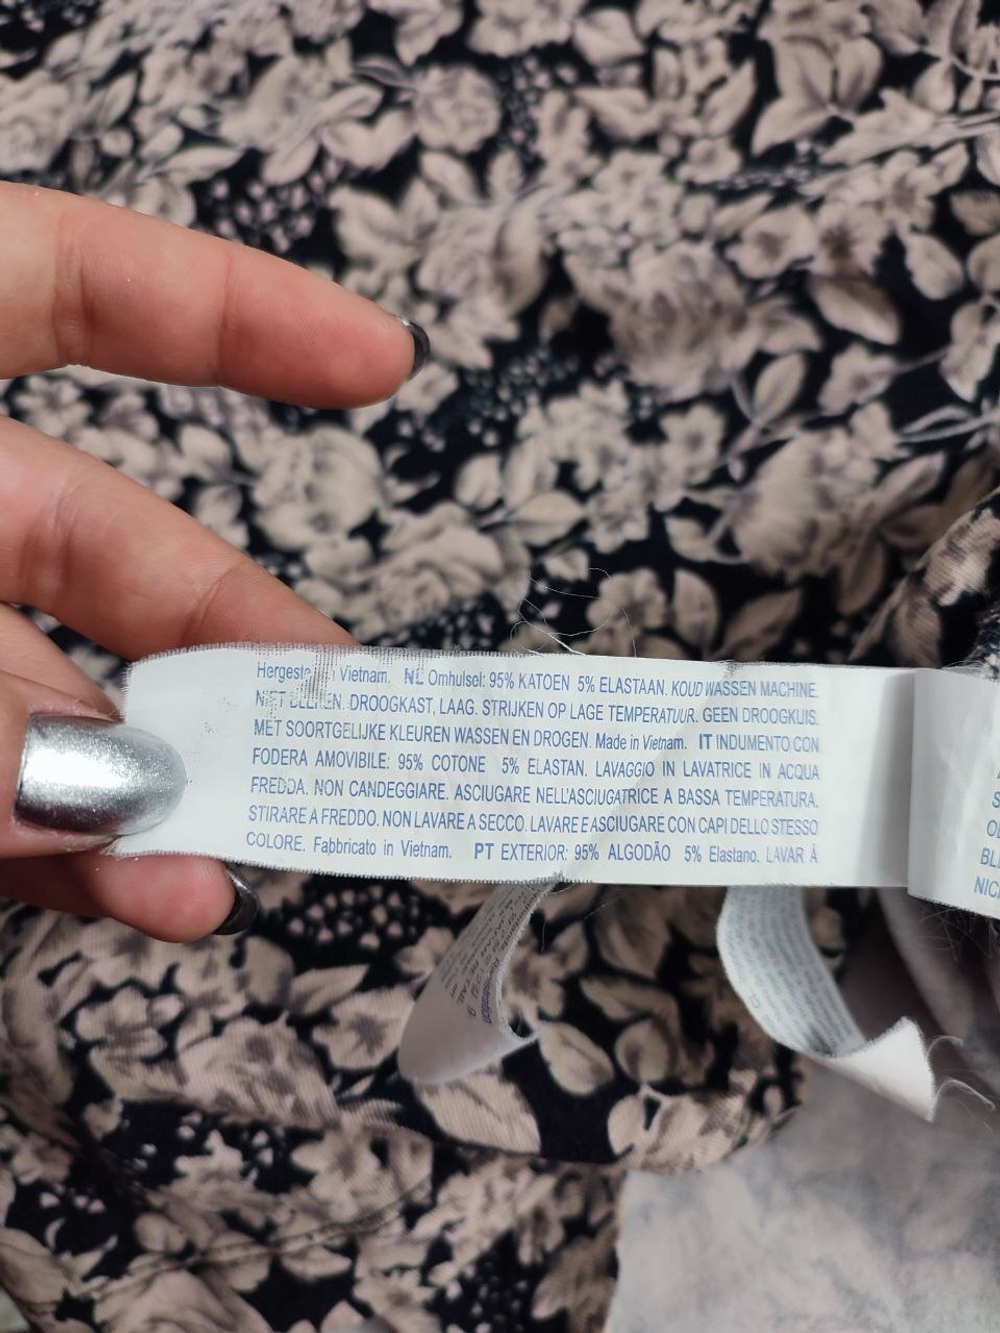 Vietnam. NL Omhulsel: 95% KATOEN 5% ELASTAAN. KOUD WASSEN MACHINE.
NIET BLEKEN. DROOGKAST, LAAG. STRIJKEN OP LAGE TEMPERATUUR. GEEN DROOGKUIS.
MET SOORTGELIJKE KLEUREN WASSEN EN DROGEN. Made in Vietnam. IT INDUMENTO CON
FODERA AMOVIBILE: 95% COTONE 5% ELASTAN. LAVAGGIO IN LAVATRICE IN ACQUA
FREDDA. NON CANDEGGIARE. ASCIUGARE NELL'ASCIUGATRICE A BASSA TEMPERATURA.
STIRARE A FREDDO. NON LAVARE A SECCO. LAVARE E ASCIUGARE CON CAPI DELLO STESSO
COLORE. Fabbricato in Vietnam. PT EXTERIOR: 95% ALGODÃO 5% Elastano. LAVAR À